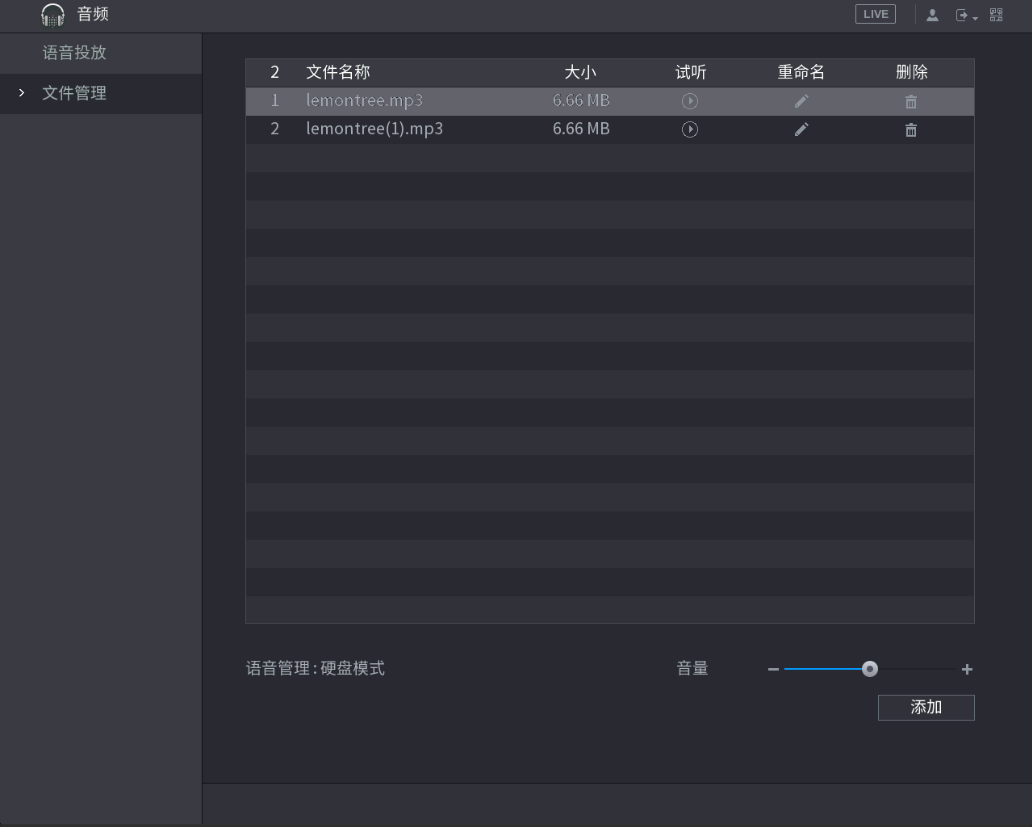 音频
LIVE
语音投放
文件管理
2 文件名称 大小 试听 重命名 删除
1 lemontree.mp3 6.66 MB
2 lemontree(1).mp3 6.66 MB
语音管理:硬盘模式 音量
添加